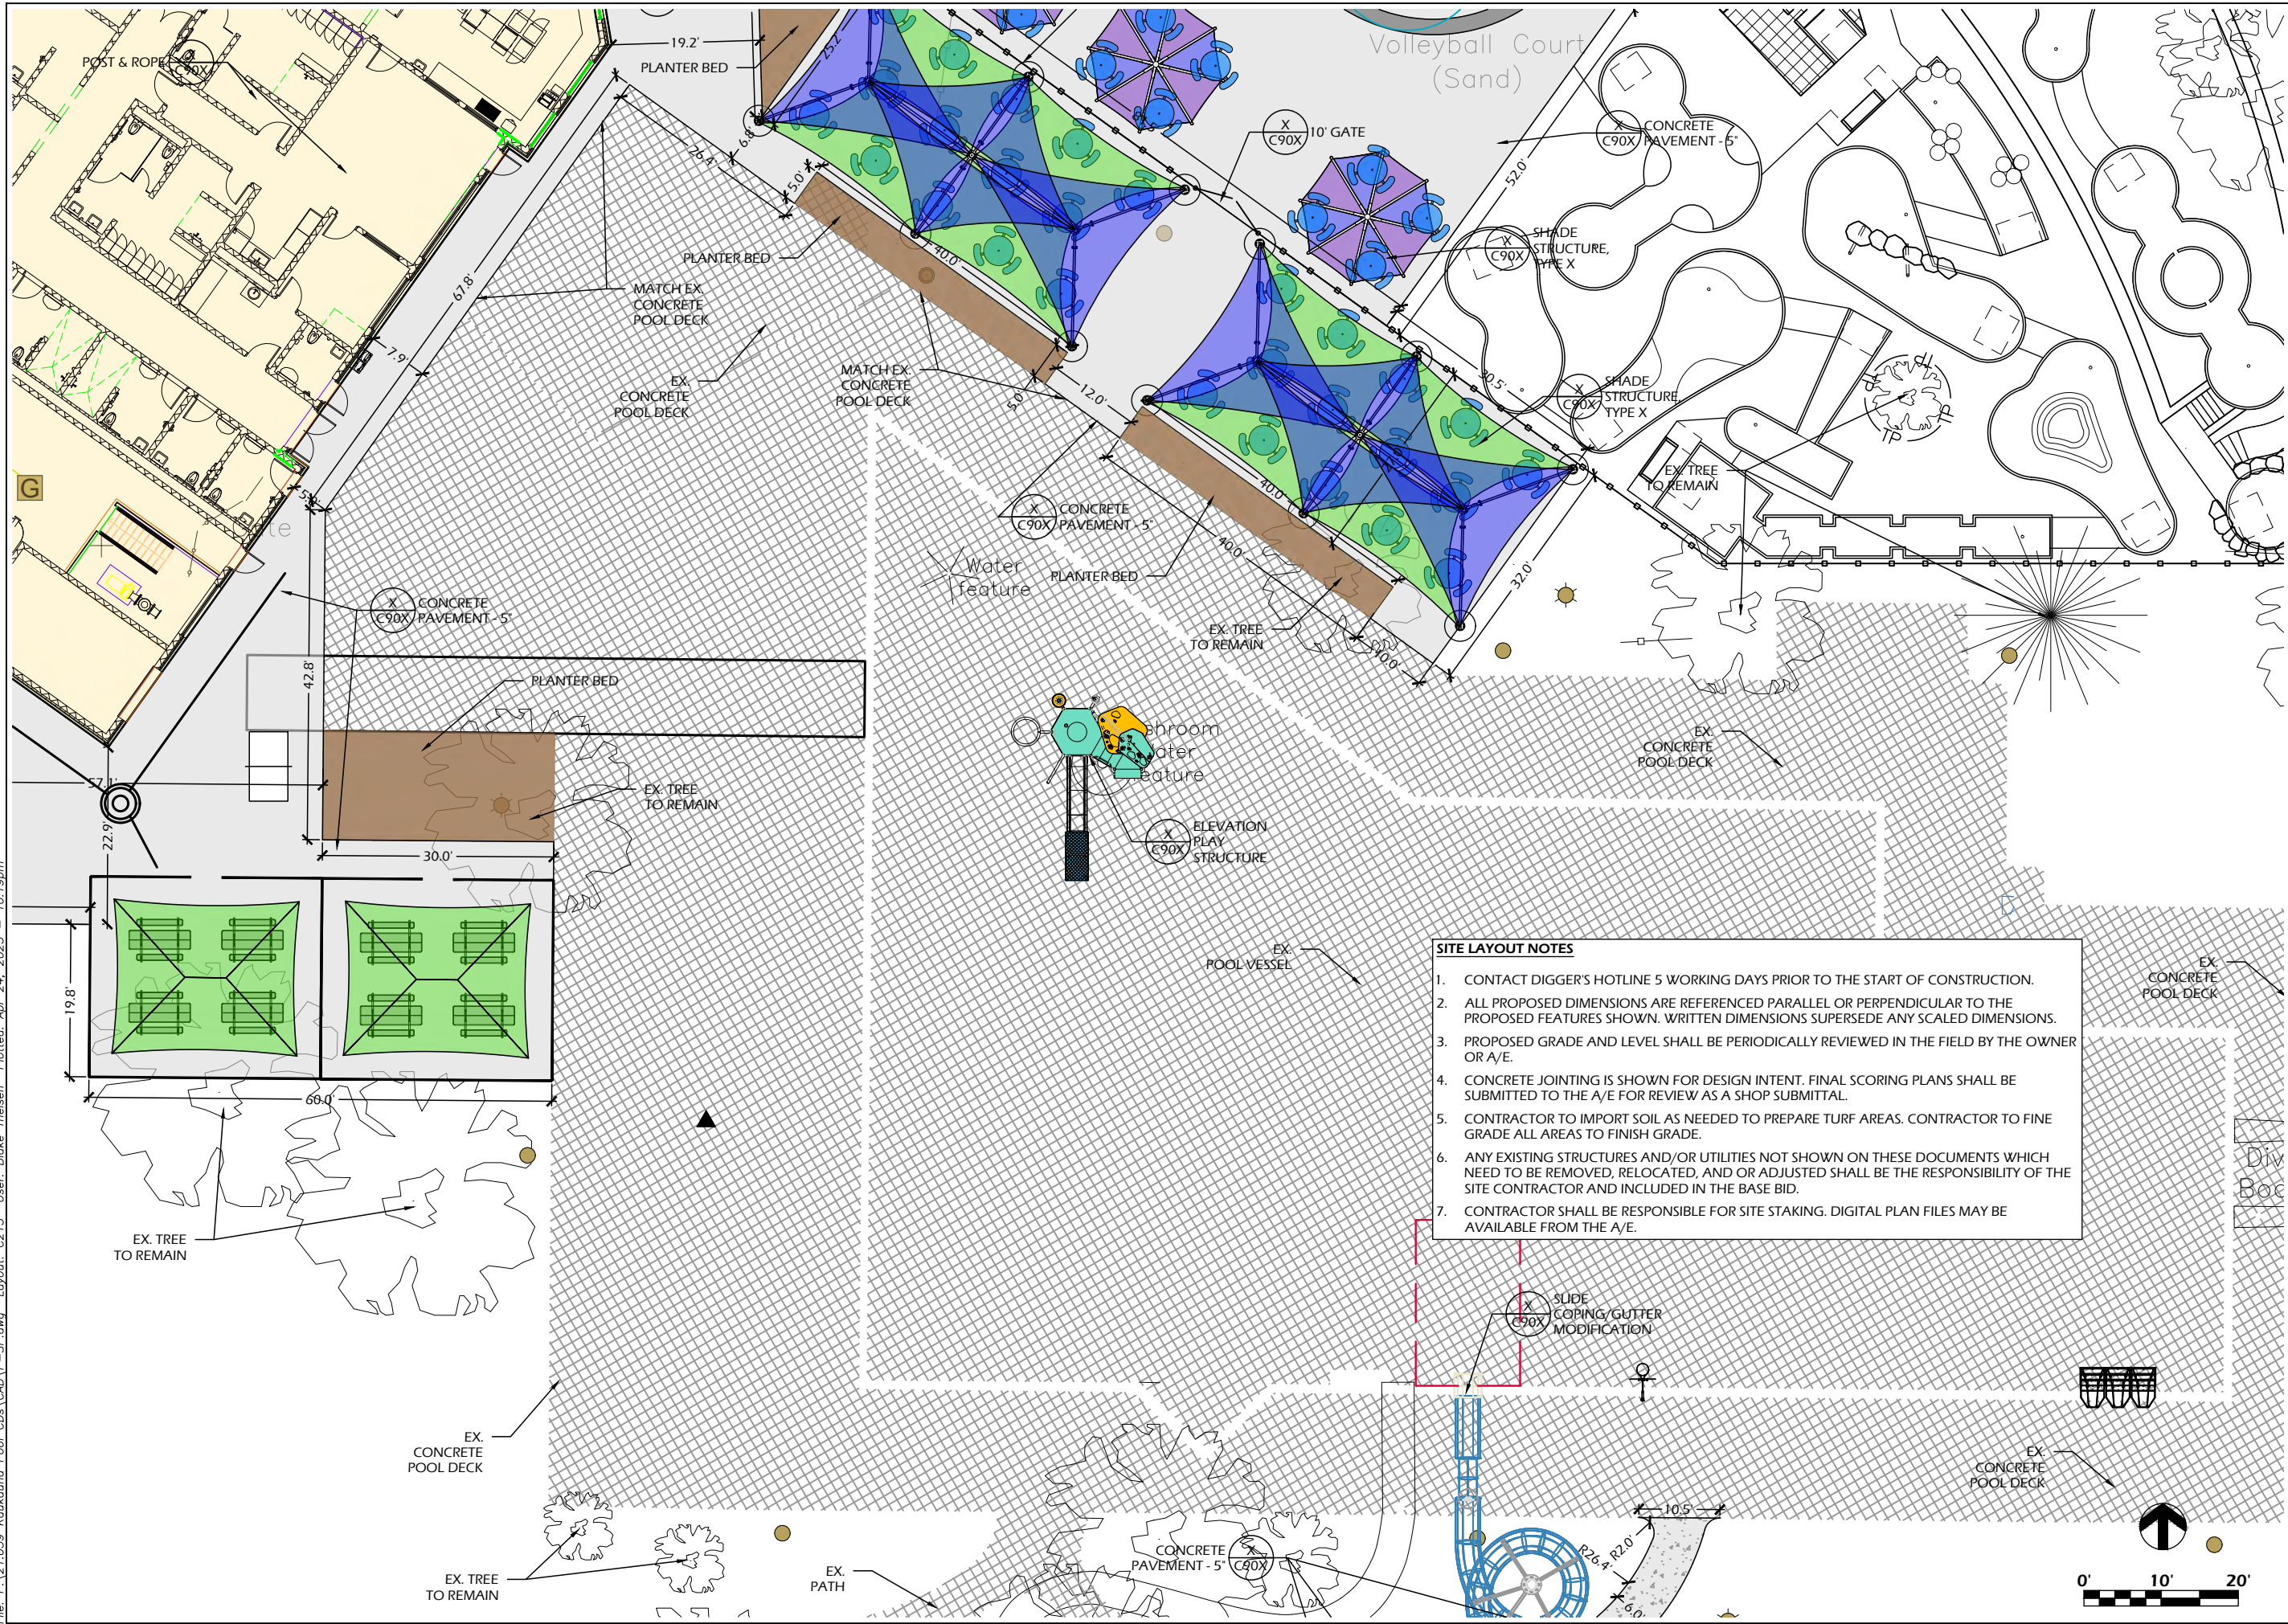 POST & ROPE
C90X
19.2'
PLANTER BED
25.2'
Volleyball Court
(Sand)
X
C90X
10' GATE
X
C90X
CONCRETE
PAVEMENT - 5"
52.0'
6.8'
26.4'
5.0'
PLANTER BED
40.0'
X
C90X
SHADE
STRUCTURE,
TYPE X
MATCH EX.
CONCRETE
POOL DECK
67.8'
7.9'
EX.
CONCRETE
POOL DECK
MATCH EX.
CONCRETE
POOL DECK
5.0'
12.0'
30.5'
X
C90X
SHADE
STRUCTURE,
TYPE X
TP
TP
EX. TREE
TO REMAIN
G
X
C90X
CONCRETE
PAVEMENT - 5"
40.0'
Water
feature
PLANTER BED
40.0'
32.0'
X
C90X
CONCRETE
PAVEMENT - 5"
EX. TREE
TO REMAIN
42.8'
PLANTER BED
EX.
CONCRETE
POOL DECK
57.1'
22.9'
EX. TREE
TO REMAIN
X
C90X
ELEVATION
PLAY
STRUCTURE
30.0'
EX.
POOL VESSEL
19.8'
60.0'
SITE LAYOUT NOTES
1. CONTACT DIGGER'S HOTLINE 5 WORKING DAYS PRIOR TO THE START OF CONSTRUCTION.
2. ALL PROPOSED DIMENSIONS ARE REFERENCED PARALLEL OR PERPENDICULAR TO THE
PROPOSED FEATURES SHOWN. WRITTEN DIMENSIONS SUPERSEDE ANY SCALED DIMENSIONS.
3. PROPOSED GRADE AND LEVEL SHALL BE PERIODICALLY REVIEWED IN THE FIELD BY THE OWNER
OR A/E.
4. CONCRETE JOINTING IS SHOWN FOR DESIGN INTENT. FINAL SCORING PLANS SHALL BE
SUBMITTED TO THE A/E FOR REVIEW AS A SHOP SUBMITTAL.
5. CONTRACTOR TO IMPORT SOIL AS NEEDED TO PREPARE TURF AREAS. CONTRACTOR TO FINE
GRADE ALL AREAS TO FINISH GRADE.
6. ANY EXISTING STRUCTURES AND/OR UTILITIES NOT SHOWN ON THESE DOCUMENTS WHICH
NEED TO BE REMOVED, RELOCATED, AND OR ADJUSTED SHALL BE THE RESPONSIBILITY OF THE
SITE CONTRACTOR AND INCLUDED IN THE BASE BID.
7. CONTRACTOR SHALL BE RESPONSIBLE FOR SITE STAKING. DIGITAL PLAN FILES MAY BE
AVAILABLE FROM THE A/E.
EX.
CONCRETE
POOL DECK
EX. TREE
TO REMAIN
X
C90X
SLIDE
COPING/GUTTER
MODIFICATION
EX.
CONCRETE
POOL DECK
EX.
CONCRETE
POOL DECK
10.5'
R2.0'
R26.4'
6.0'
CONCRETE
PAVEMENT - 5"
X
C90X
EX.
PATH
EX. TREE
TO REMAIN
0' 10' 20'